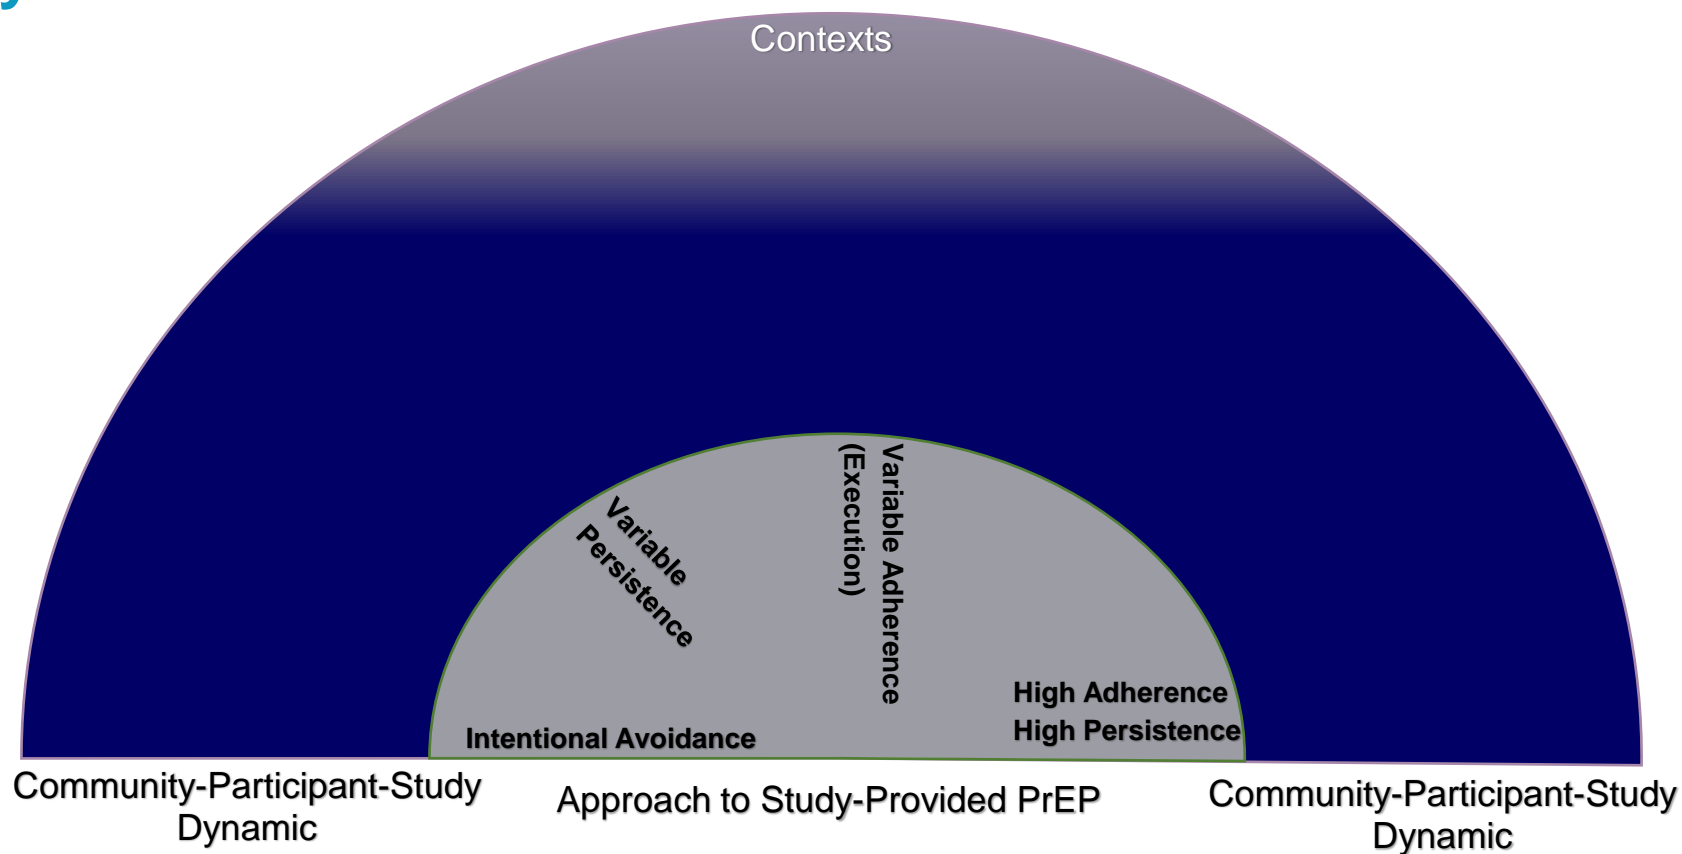 Contexts
Variable Adherence
(Execution)
Variable
Persistence
High Adherence
High Persistence
Intentional Avoidance
Community-Participant-Study
Dynamic
Approach to Study-Provided PrEP
Community-Participant-Study
Dynamic